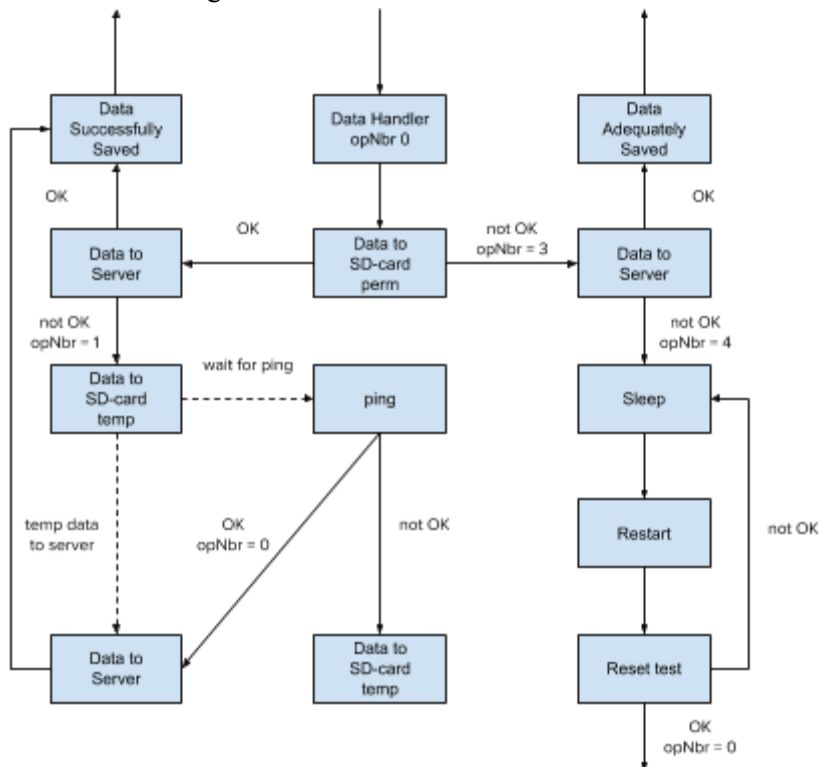 Data
Successfully
Saved
Data Handler
opNbr 0
Data
Adequately
Saved
OK
OK
not OK
opNbr = 3
OK
Data to
Server
Data to
SD-card
perm
Data to
Server
not OK
opNbr = 1
not OK
opNbr = 4
wait for ping
Data to
SD-card
temp
ping
Sleep
temp data
to server
OK
opNbr = 0
not OK
Restart
not OK
Data to
Server
Data to
SD-card
temp
Reset test
OK
opNbr = 0